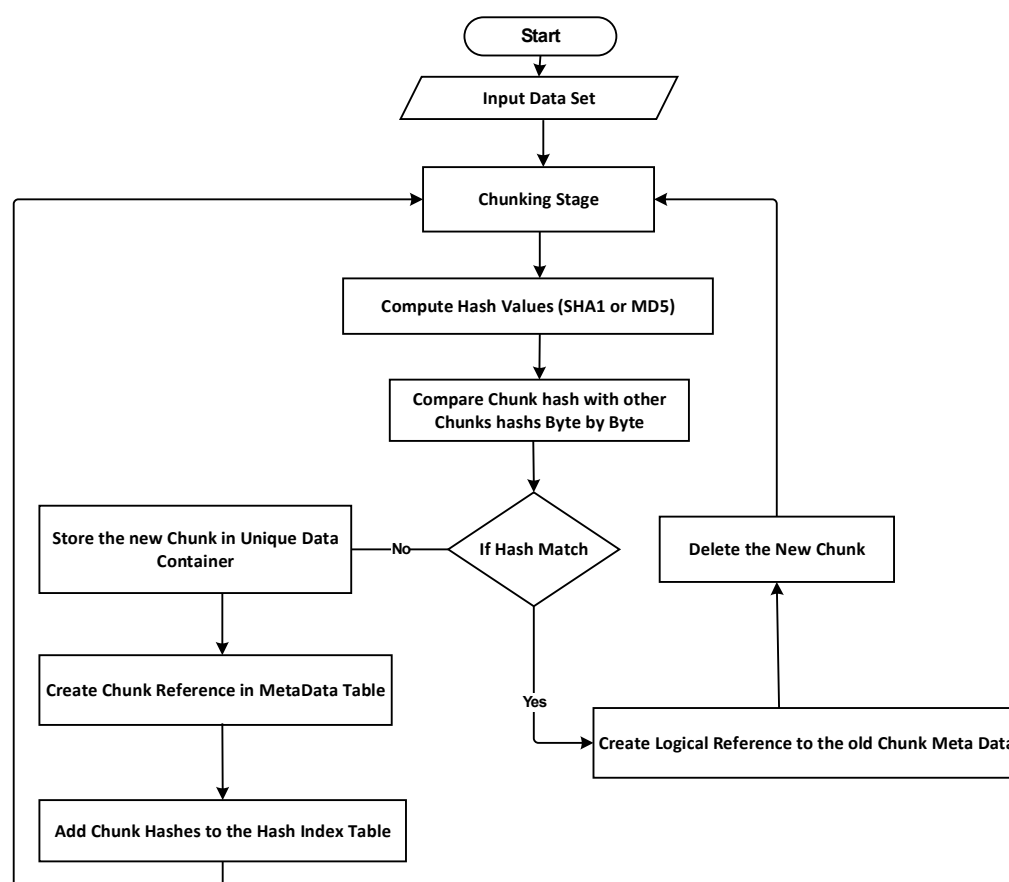 Start
Input Data Set
Chunking Stage
Compute Hash Values (SHA1 or MD5)
Compare Chunk hash with other
Chunks hashs Byte by Byte
If Hash Match
No
Yes
Store the new Chunk in Unique Data
Container
Create Chunk Reference in MetaData Table
Add Chunk Hashes to the Hash Index Table
Delete the New Chunk
Create Logical Reference to the old Chunk Meta Data